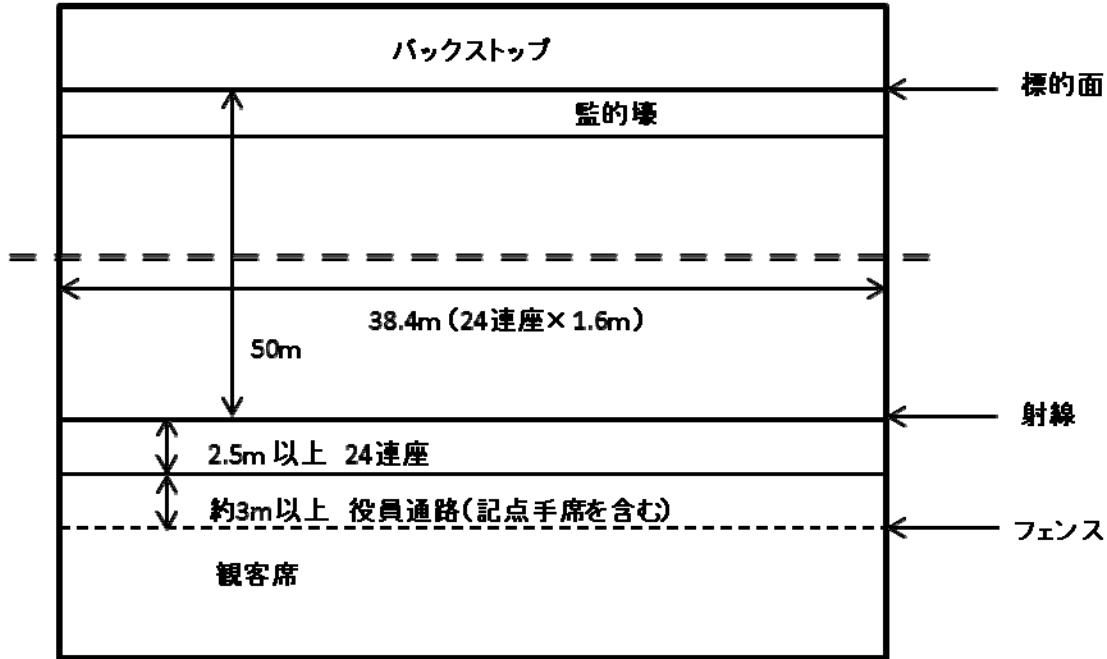 バックストップ
標的面
監的壕
38.4m（24連座×1.6m）
50m
射線
2.5m以上 24連座
約3m以上 役員通路（記点手席を含む）
フェンス
観客席